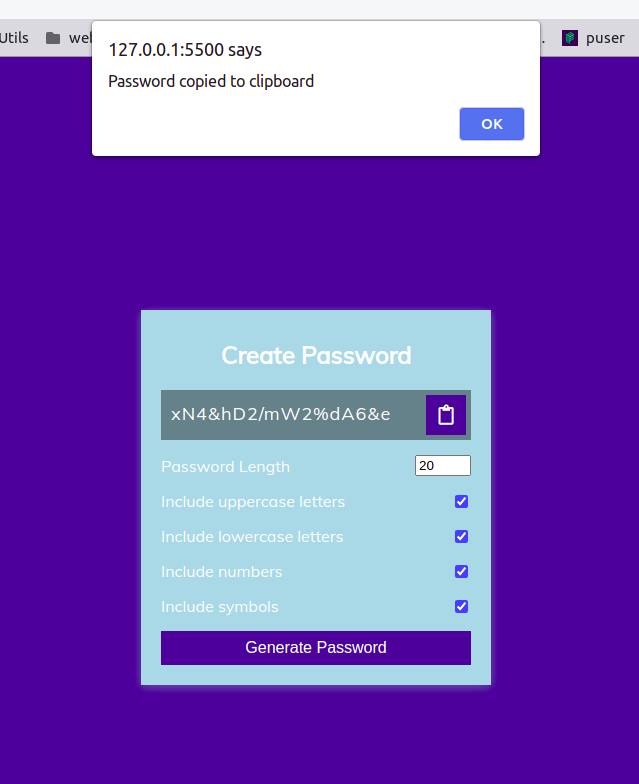 Utils
puser
127.0.0.1:5500 says
Password copied to clipboard
OK
Create Password
xN4&hD2/mW2%dA6&e
Password Length
20
Include uppercase letters
Include lowercase letters
Include numbers
Include symbols
Generate Password